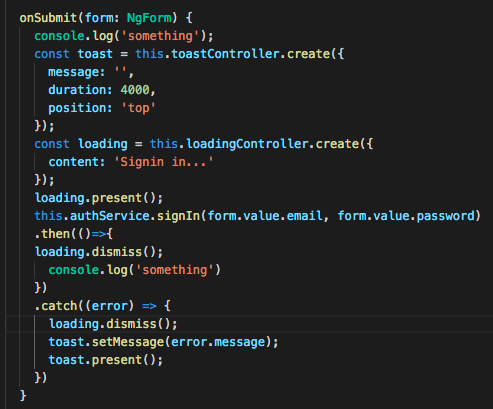 onSubmit(form: NgForm) {
  console.log('something');
  const toast = this.toastController.create({
    message: '',
    duration: 4000,
    position: 'top'
  });
  const loading = this.loadingController.create({
    content: 'Signin in...'
  });
  loading.present();
  this.authService.signIn(form.value.email, form.value.password)
  .then(()=>{
  loading.dismiss();
    console.log('something')
  })
  .catch((error) => {
    loading.dismiss();
    toast.setMessage(error.message);
    toast.present();
  })
}